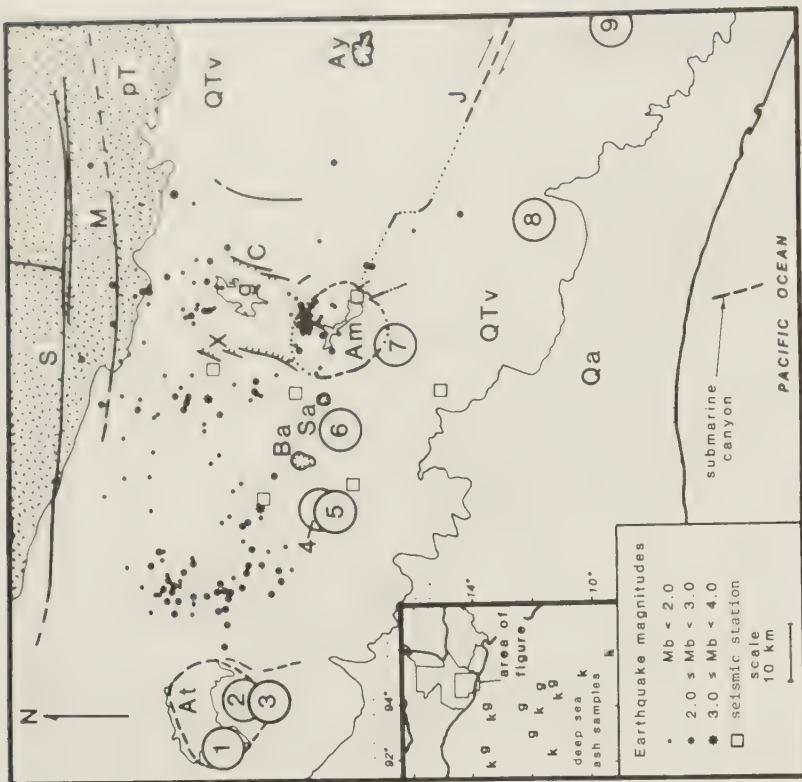 N
S
M
pT
QTv
Ay
X
C
g
J
At
Ba
Sa
Am
QTv
Qa
1
2
3
4
5
6
7
8
9
submarine
canyon
PACIFIC OCEAN
14°
10°
94°
92°
area of
figure
k g k g
g
k g k g
k
deep sea
ash samples
Earthquake magnitudes
Mb < 2.0
2.0 ≤ Mb < 3.0
3.0 ≤ Mb < 4.0
seismic station
scale
10 km